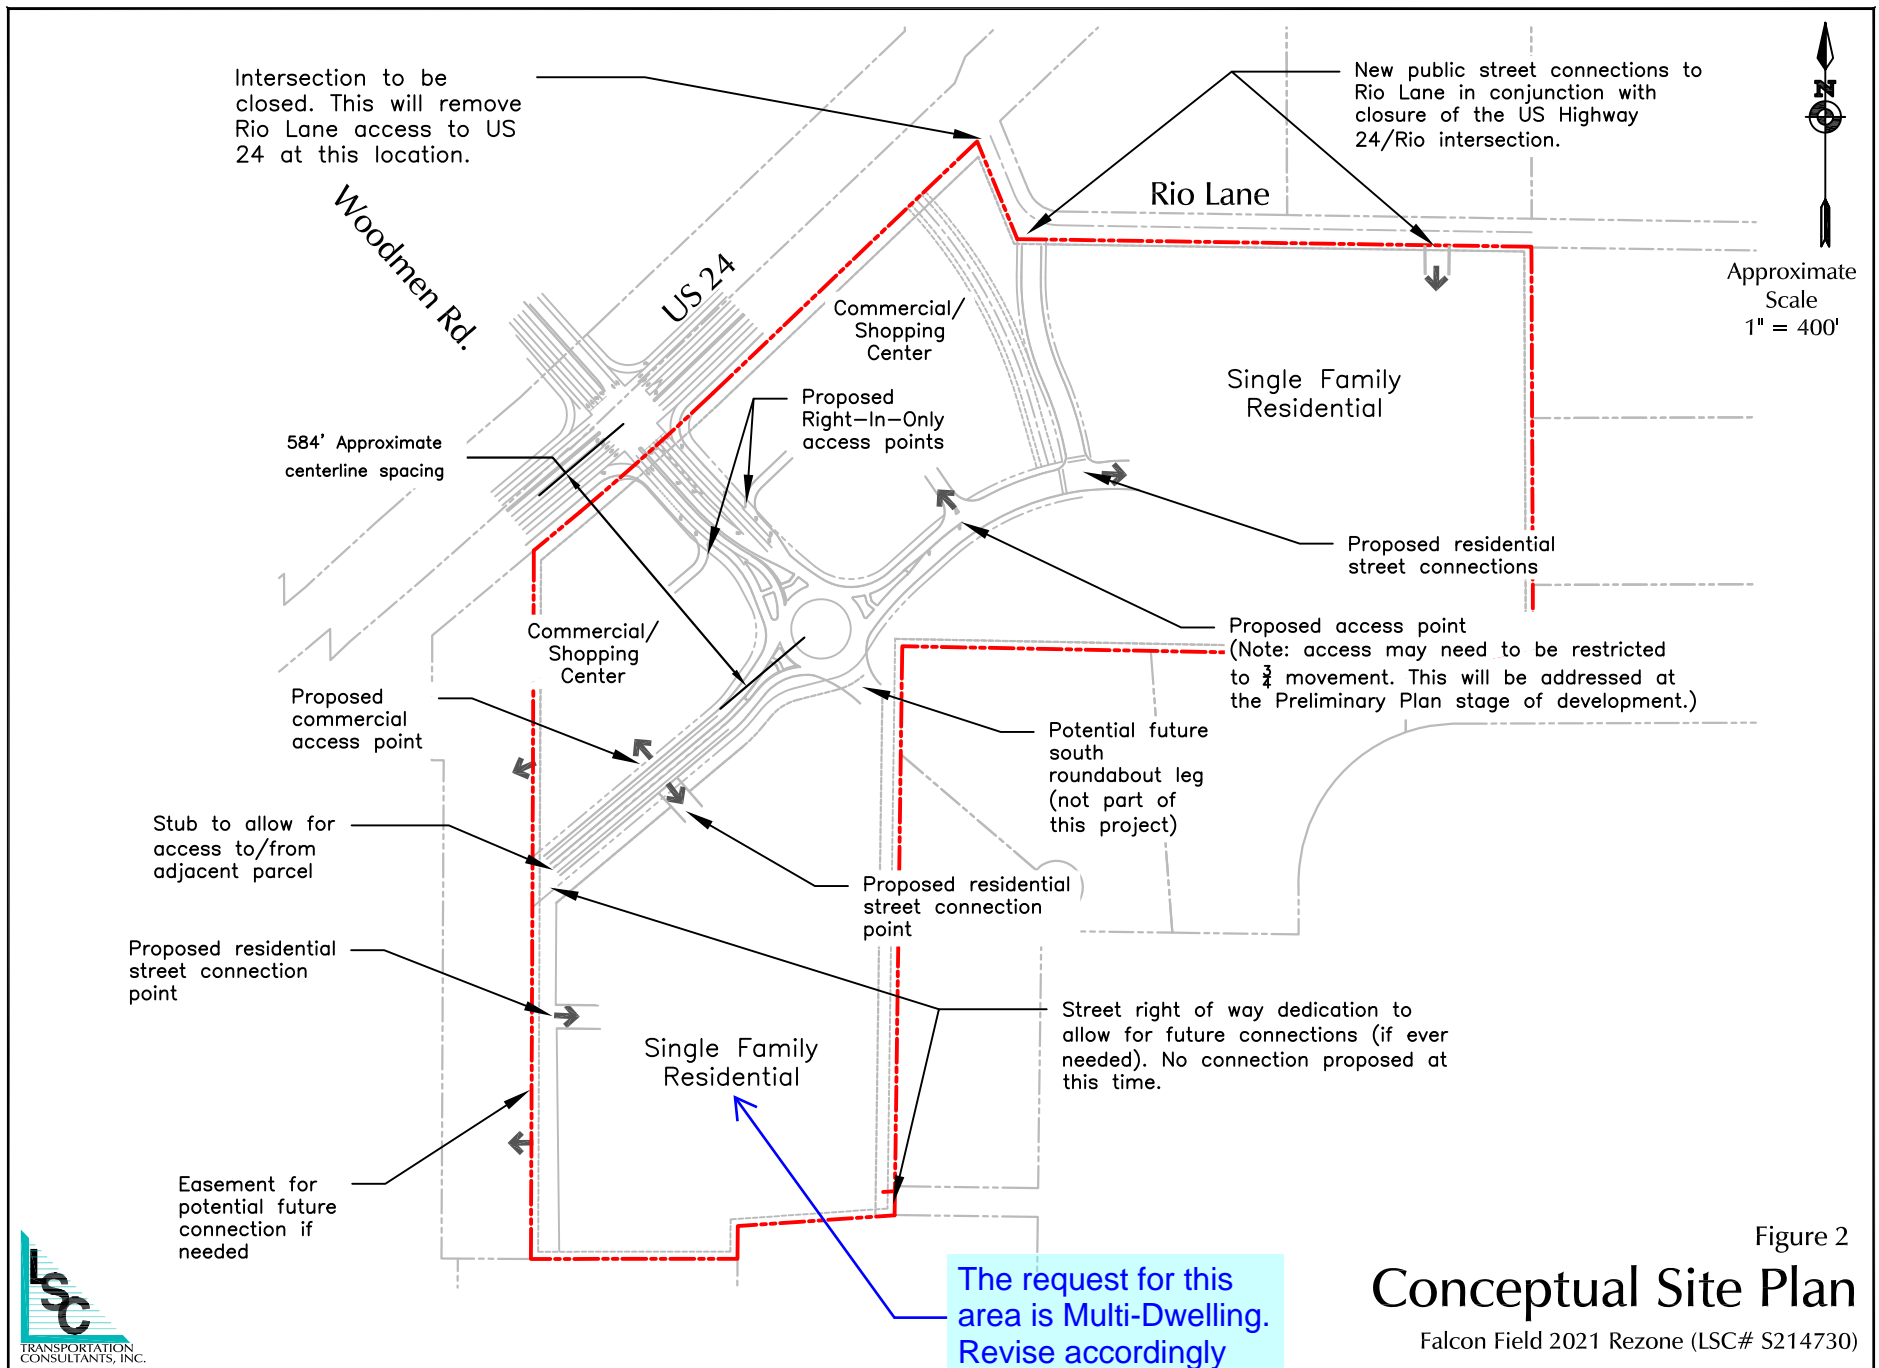 Intersection to be
closed. This will remove
Rio Lane access to US
24 at this location.
New public street connections to
Rio Lane in conjunction with
closure of the US Highway
24/Rio intersection.
N
Approximate
Scale
1" = 400'
Woodmen Rd.
US 24
Rio Lane
Commercial/
Shopping
Center
Single Family
Residential
Proposed
Right-In-Only
access points
584' Approximate
centerline spacing
Proposed residential
street connections
Commercial/
Shopping
Center
Proposed access point
(Note: access may need to be restricted
to 3/4 movement. This will be addressed at
the Preliminary Plan stage of development.)
Proposed
commercial
access point
Potential future
south
roundabout leg
(not part of
this project)
Stub to allow for
access to/from
adjacent parcel
Proposed residential
street connection
point
Proposed residential
street connection
point
Street right of way dedication to
allow for future connections (if ever
needed). No connection proposed at
this time.
Single Family
Residential
Easement for
potential future
connection if
needed
The request for this
area is Multi-Dwelling.
Revise accordingly
Figure 2
Conceptual Site Plan
Falcon Field 2021 Rezone (LSC# S214730)
LSC
TRANSPORTATION
CONSULTANTS, INC.